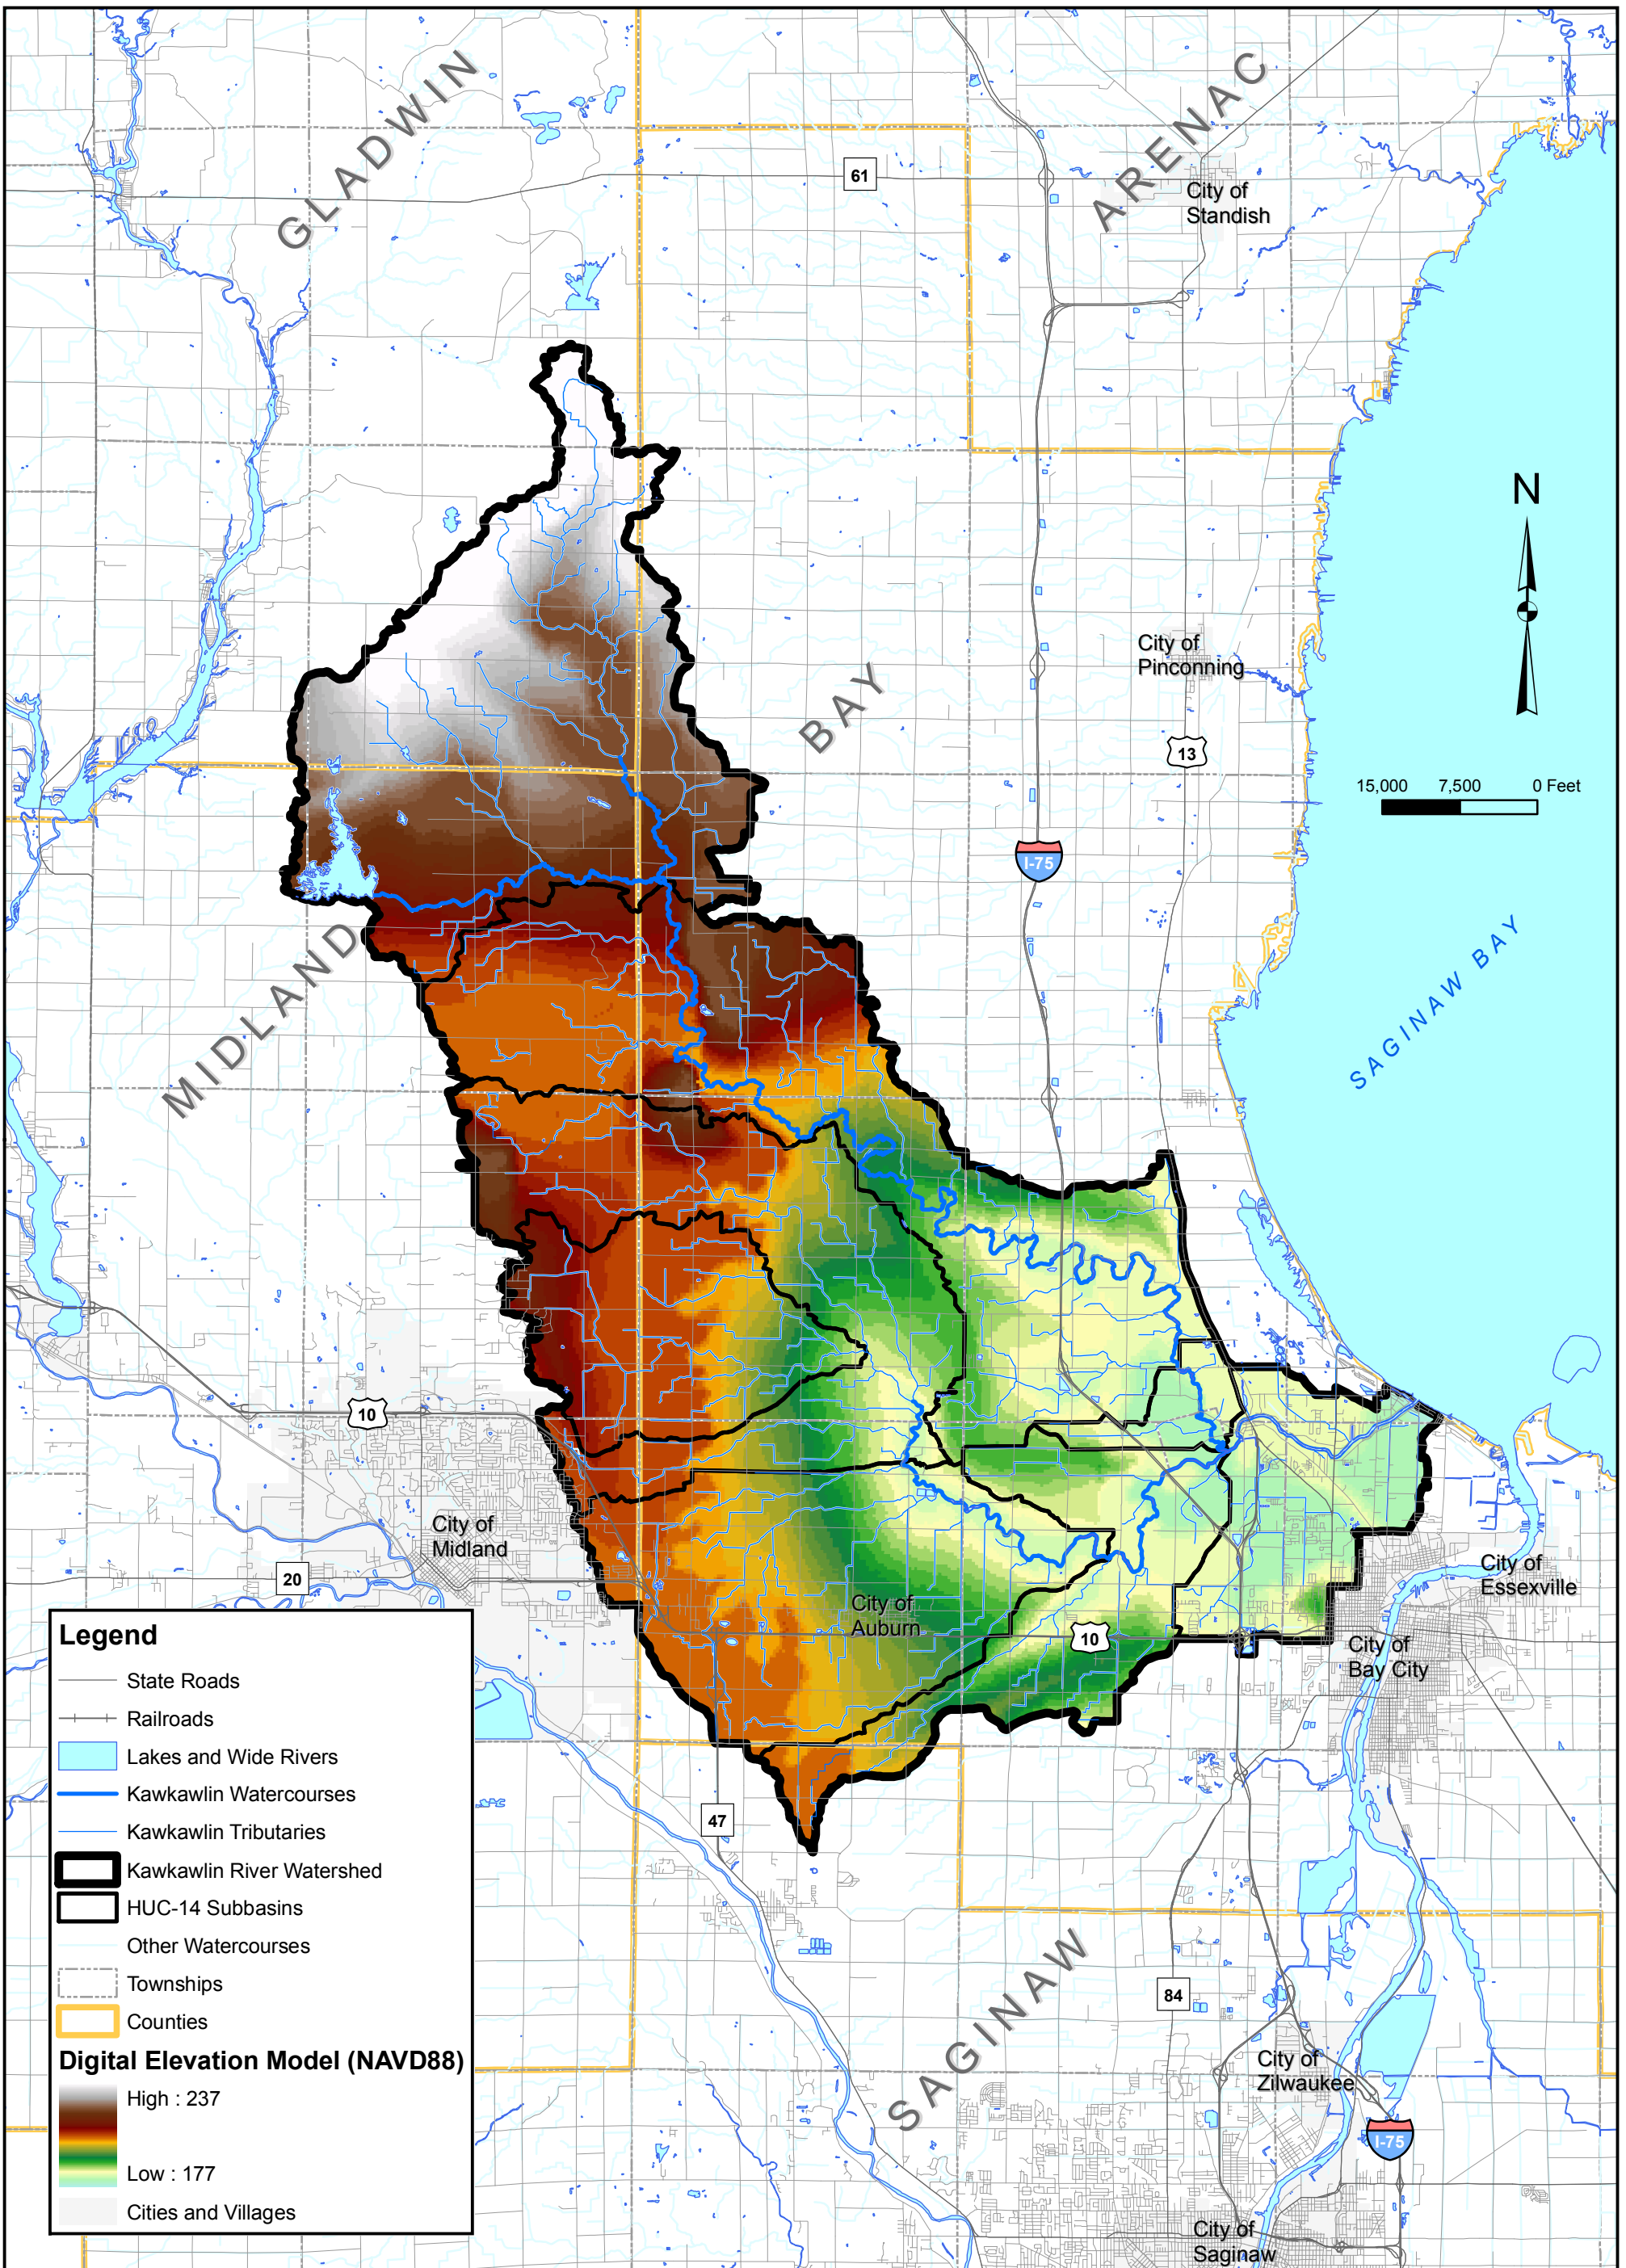 GLADWIN
ARENAC
61
City of
Standish
N
City of
Pinconning
BAY
13
15,000 7,500 0 Feet
I-75
SAGINAW BAY
MIDLAND
10
City of
Midland
20
City of
Essexville
City of
Auburn
10
City of
Bay City
47
SAGINAW
84
City of
Zilwaukee
I-75
City of
Saginaw
Legend
State Roads
Railroads
Lakes and Wide Rivers
Kawkawlin Watercourses
Kawkawlin Tributaries
Kawkawlin River Watershed
HUC-14 Subbasins
Other Watercourses
Townships
Counties
Digital Elevation Model (NAVD88)
High : 237
Low : 177
Cities and Villages